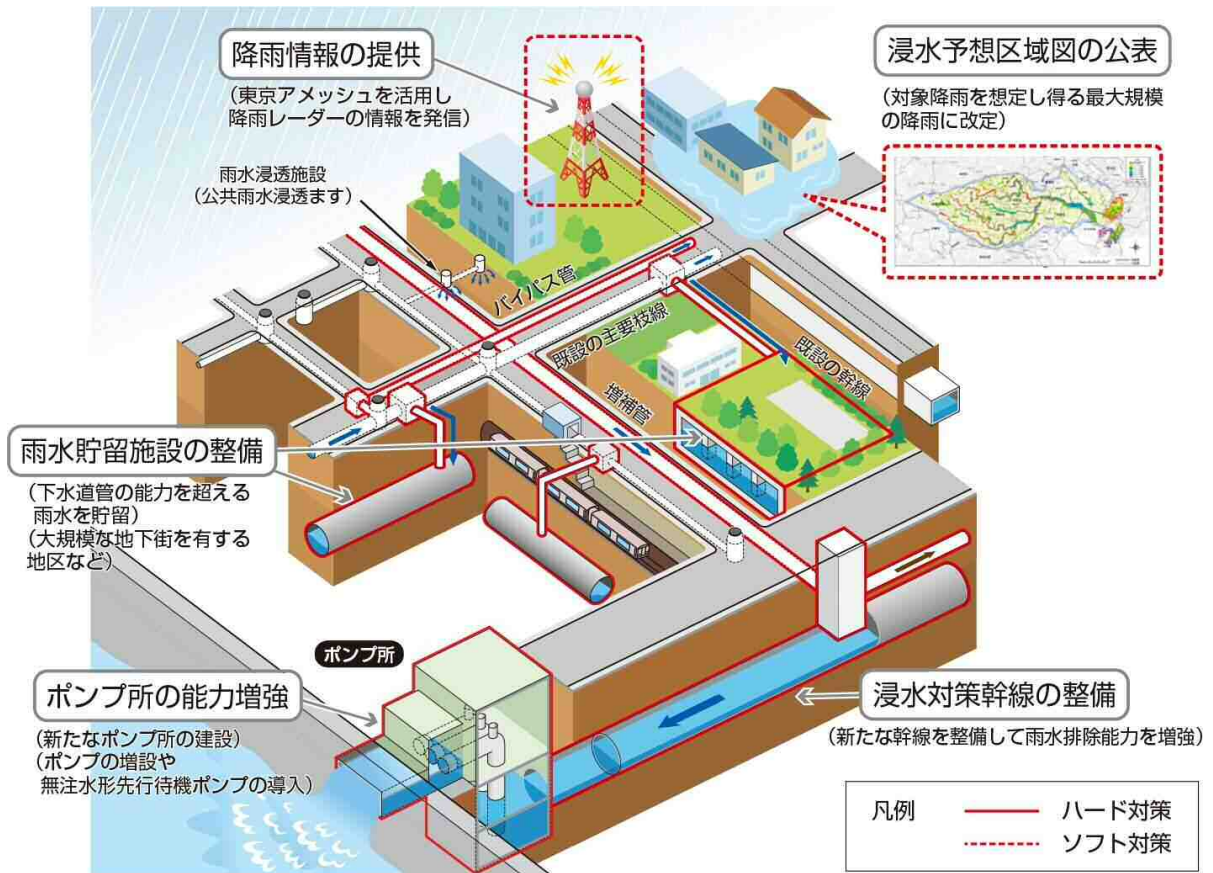 降雨情報の提供
（東京アメッシュを活用し
降雨レーダーの情報を発信）
浸水予想区域図の公表
（対象降雨を想定し得る最大規模
の降雨に改定）
雨水浸透施設
（公共雨水浸透ます）
バイパス管
既設の主要枝線
既設の幹線
増補管
雨水貯留施設の整備
（下水道管の能力を超える
雨水を貯留）
（大規模な地下街を有する
地区など）
ポンプ所
ポンプ所の能力増強
（新たなポンプ所の建設）
（ポンプの増設や
無注水形先行待機ポンプの導入）
浸水対策幹線の整備
（新たな幹線を整備して雨水排除能力を増強）
凡例
ハード対策
ソフト対策